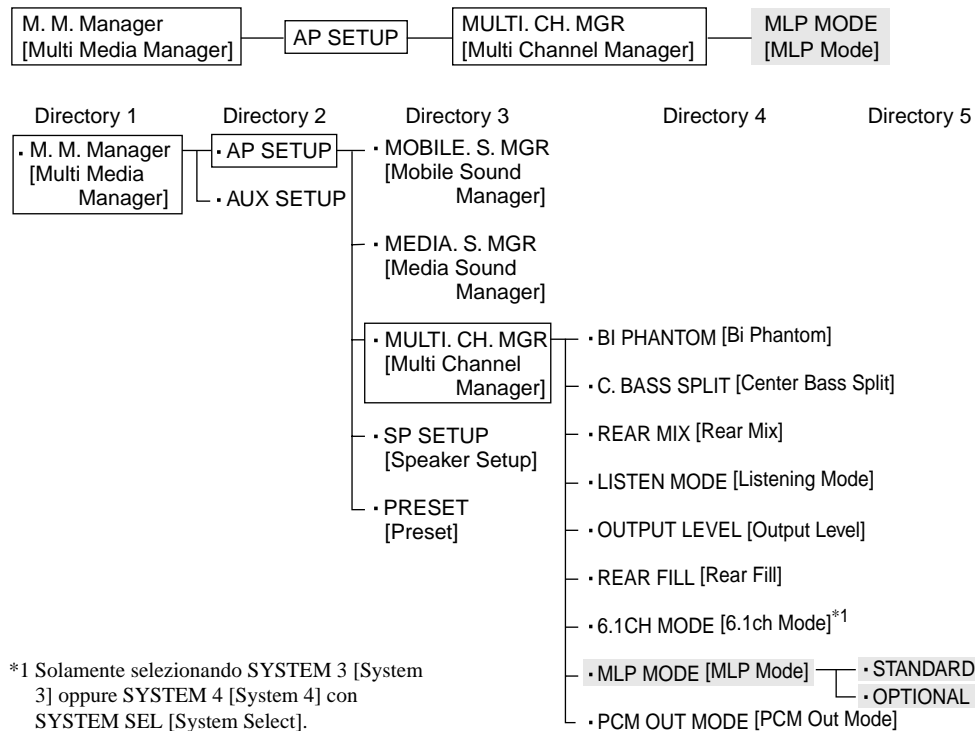 M. M. Manager
[Multi Media Manager]
AP SETUP
MULTI. CH. MGR
[Multi Channel Manager]
MLP MODE
[MLP Mode]
Directory 1
Directory 2
Directory 3
Directory 4
Directory 5
· M. M. Manager
[Multi Media
Manager]
· AP SETUP
· AUX SETUP
· MOBILE. S. MGR
[Mobile Sound
Manager]
· MEDIA. S. MGR
[Media Sound
Manager]
· MULTI. CH. MGR
[Multi Channel
Manager]
· SP SETUP
[Speaker Setup]
· PRESET
[Preset]
· BI PHANTOM [Bi Phantom]
· C. BASS SPLIT [Center Bass Split]
· REAR MIX [Rear Mix]
· LISTEN MODE [Listening Mode]
· OUTPUT LEVEL [Output Level]
· REAR FILL [Rear Fill]
· 6.1CH MODE [6.1ch Mode]*1
· MLP MODE [MLP Mode]
· PCM OUT MODE [PCM Out Mode]
· STANDARD
· OPTIONAL
*1 Solamente selezionando SYSTEM 3 [System
3] oppure SYSTEM 4 [System 4] con
SYSTEM SEL [System Select].